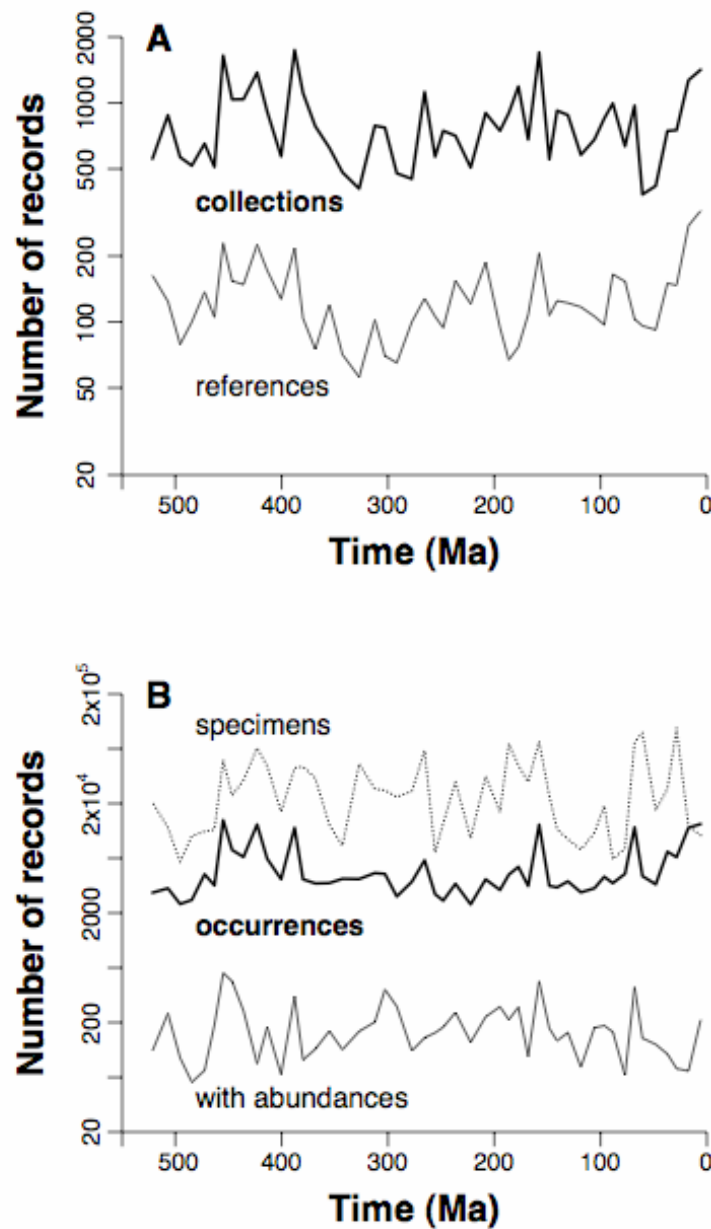 A
Number of records
2000
1000
500
200
100
50
20
collections
references
500
400
300
200
100
0
Time (Ma)
B
Number of records
2x10⁵
2x10⁴
2000
200
20
specimens
occurrences
with abundances
500
400
300
200
100
0
Time (Ma)